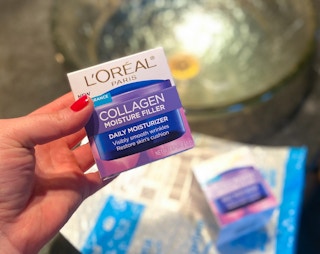 L'ORÉAL
PARIS
NEW
COLLAGEN
MOISTURE FILLER
DAILY MOISTURIZER
Visibly smooth wrinkles
Restore skin's cushion